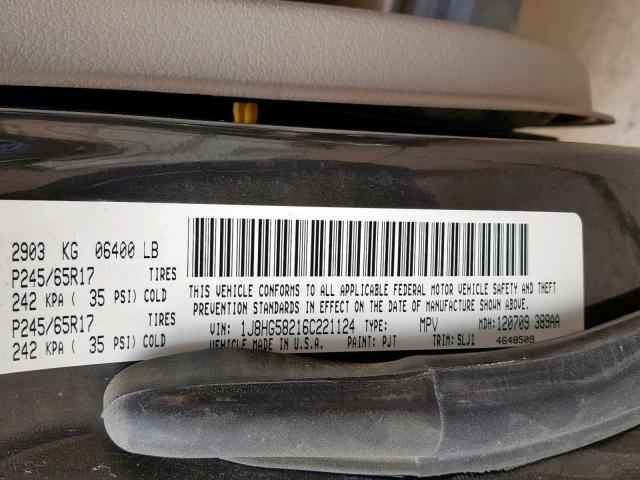 2903 KG 06400 LB
P245/65R17 TIRES
242 KPA ( 35 PSI) COLD
P245/65R17 TIRES
242 KPA ( 35 PSI) COLD
THIS VEHICLE CONFORMS TO ALL APPLICABLE FEDERAL MOTOR VEHICLE SAFETY AND THEFT
PREVENTION STANDARDS IN EFFECT ON THE DATE OF MANUFACTURE SHOWN ABOVE.
VIN: 1J8HG58216C221124 TYPE: MPV MDH:120709 389AA
VEHICLE MADE IN U.S.A. PAINT: PJT TRIM:SLJ1 4648509